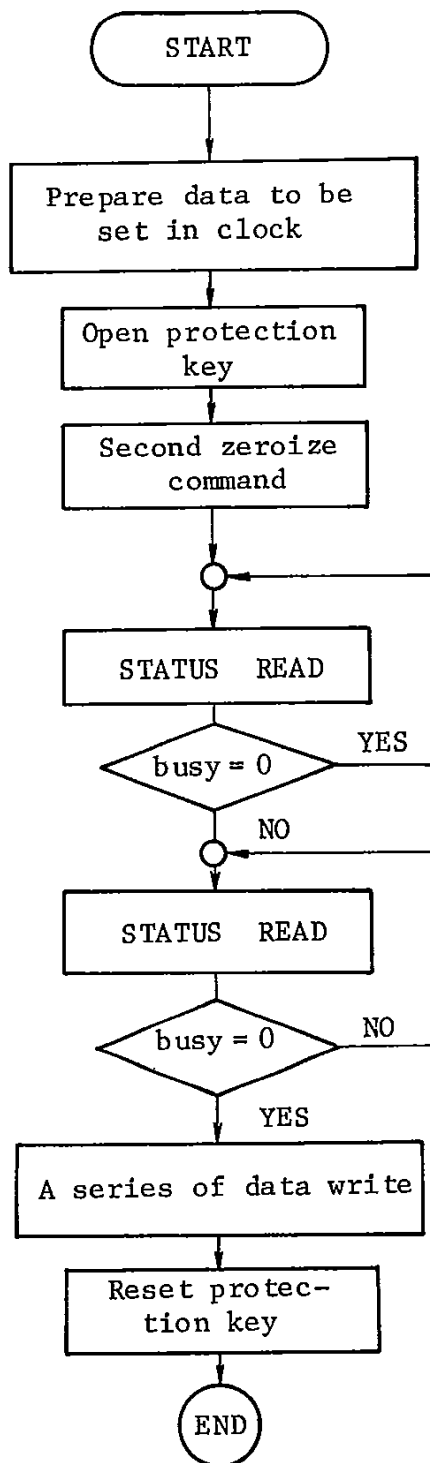 START
Prepare data to be
set in clock
Open protection
key
Second zeroize
command
STATUS READ
busy = 0
YES
NO
STATUS READ
busy = 0
NO
YES
A series of data write
Reset protec-
tion key
END